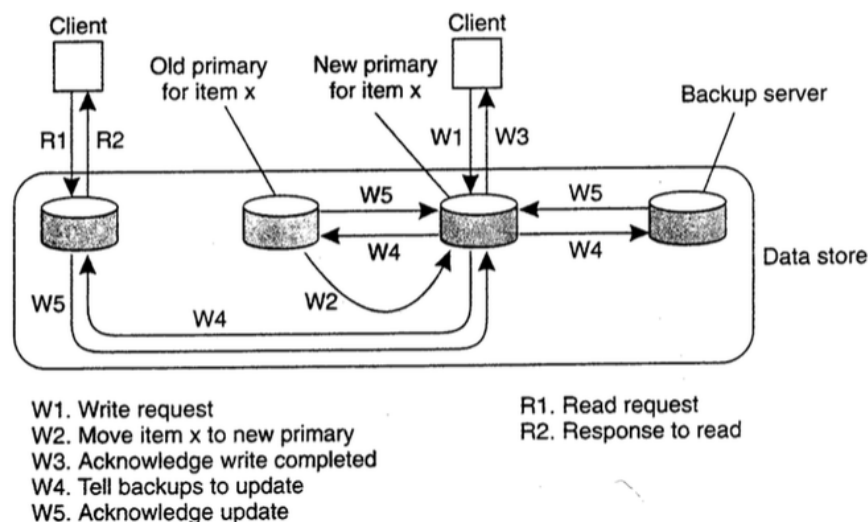 Client
Client
Old primary
for item x
New primary
for item x
Backup server
R1
R2
W1
W3
W5
W5
W4
W4
Data store
W5
W4
W2
W1. Write request
W2. Move item x to new primary
W3. Acknowledge write completed
W4. Tell backups to update
W5. Acknowledge update
R1. Read request
R2. Response to read